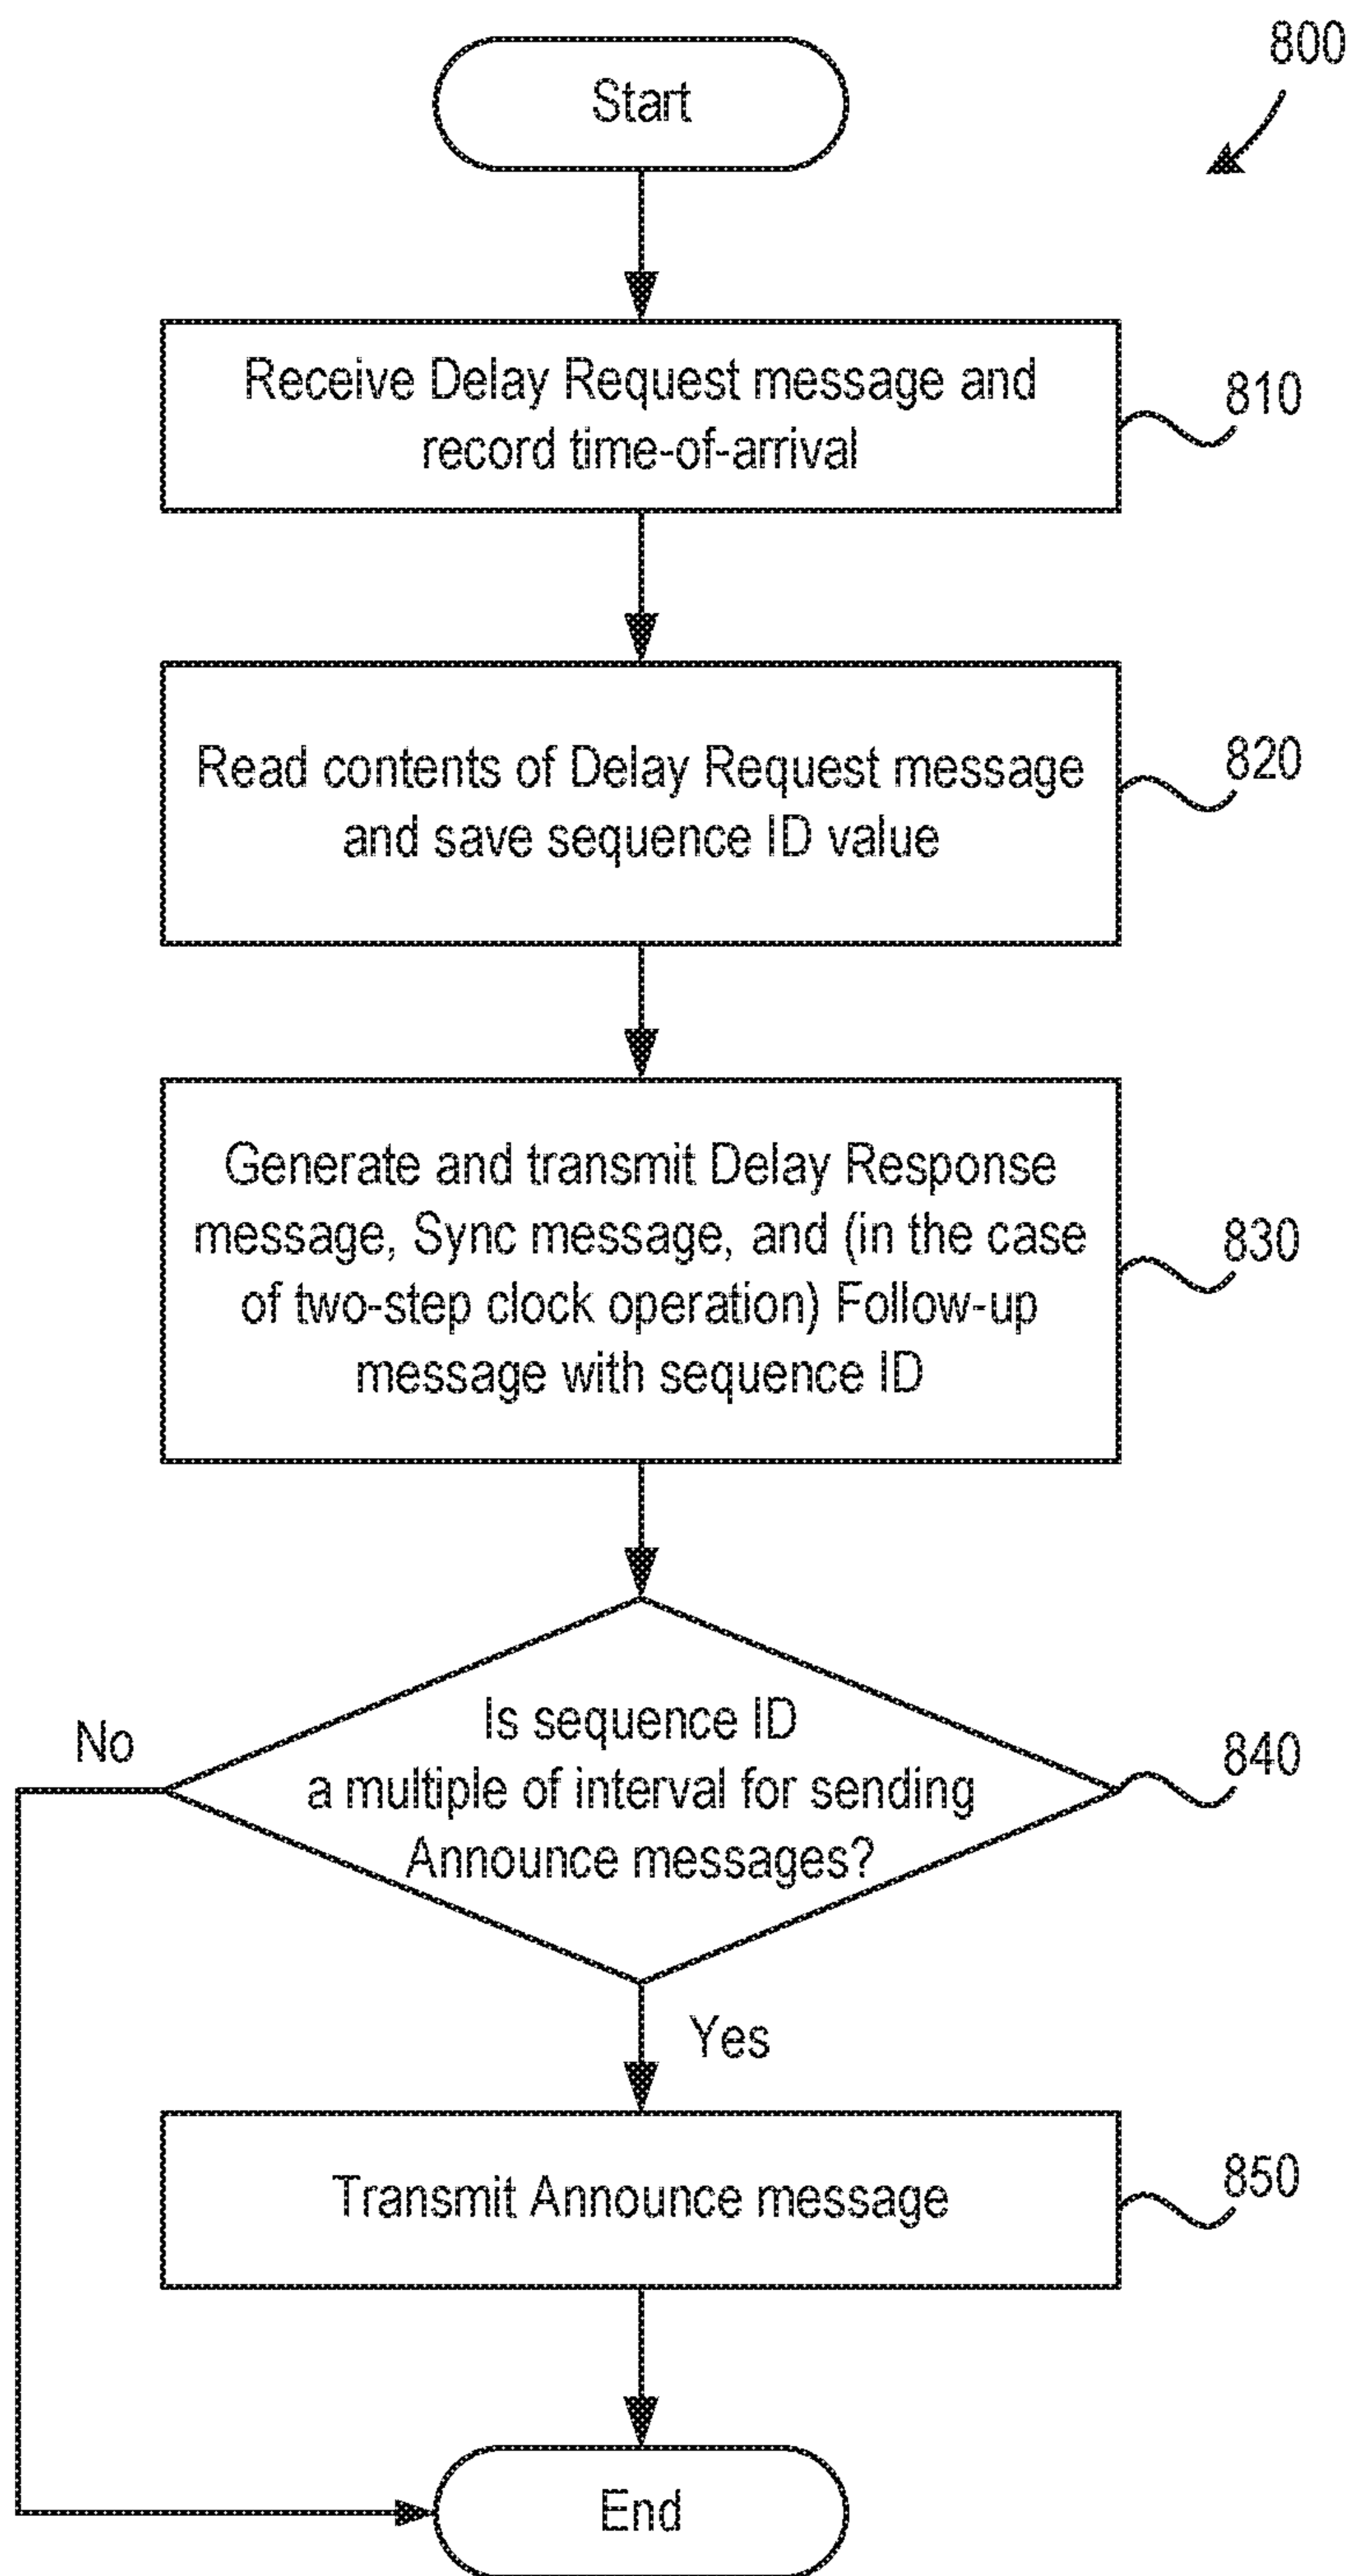 800
Start
Receive Delay Request message and
record time-of-arrival
810
Read contents of Delay Request message
and save sequence ID value
820
Generate and transmit Delay Response
message, Sync message, and (in the case
of two-step clock operation) Follow-up
message with sequence ID
830
Is sequence ID
a multiple of interval for sending
Announce messages?
840
No
Yes
Transmit Announce message
850
End